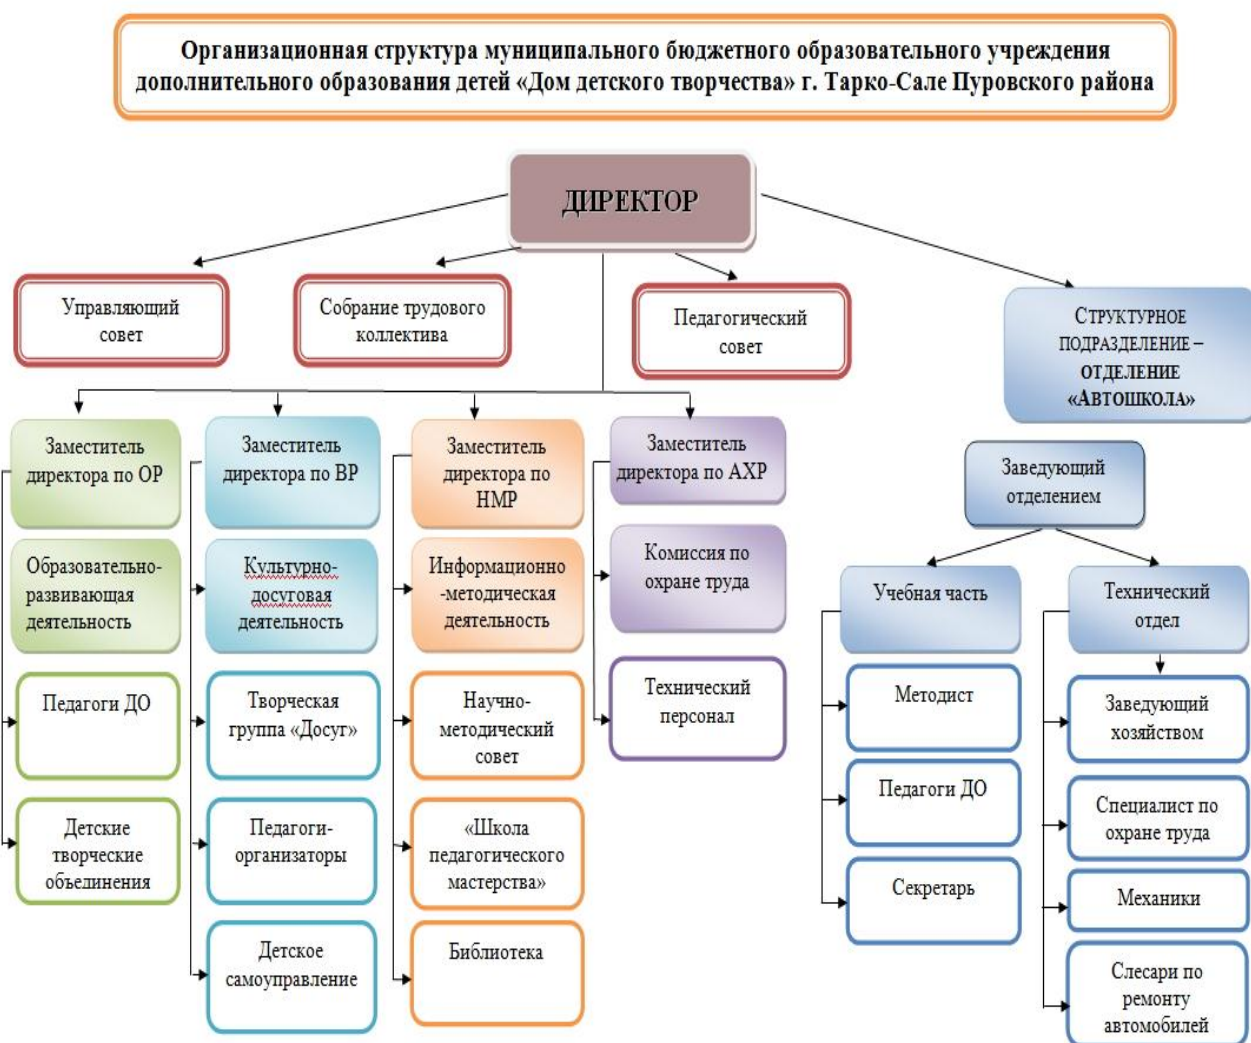 Организационная структура муниципального бюджетного образовательного учреждения
дополнительного образования детей «Дом детского творчества» г. Тарко-Сале Пуровского района
ДИРЕКТОР
Управляющий
совет
Собрание трудового
коллектива
Педагогический
совет
СТРУКТУРНОЕ
ПОДРАЗДЕЛЕНИЕ –
ОТДЕЛЕНИЕ
«АВТОШКОЛА»
Заместитель
директора по ОР
Заместитель
директора по ВР
Заместитель
директора по
НМР
Заместитель
директора по АХР
Заведующий
отделением
Образовательно-
развивающая
деятельность
Культурно-
досуговая
деятельность
Информационно
-методическая
деятельность
Комиссия по
охране труда
Учебная часть
Технический
отдел
Педагоги ДО
Творческая
группа «Досуг»
Научно-
методический
совет
Технический
персонал
Методист
Заведующий
хозяйством
Детские
творческие
объединения
Педагоги-
организаторы
«Школа
педагогического
мастерства»
Педагоги ДО
Специалист по
охране труда
Детское
самоуправление
Библиотека
Секретарь
Механики
Слесари по
ремонту
автомобилей